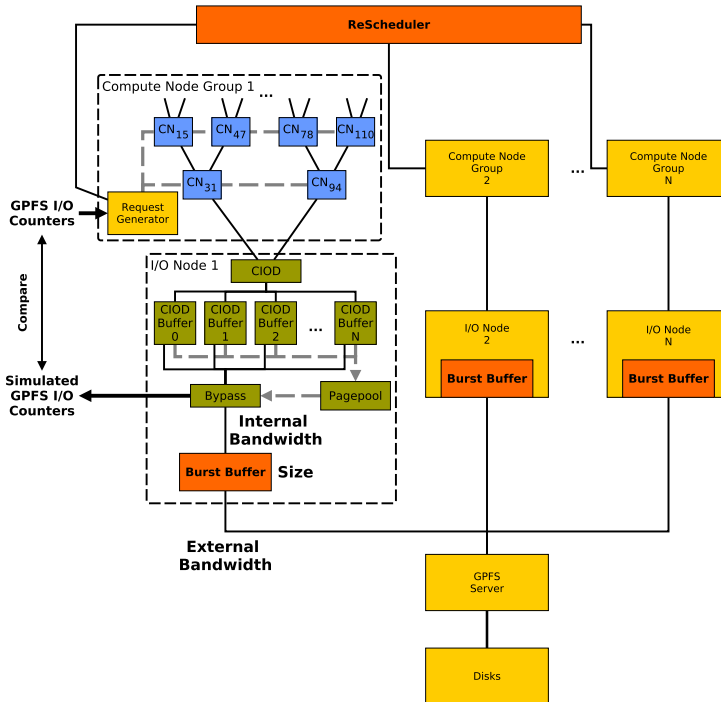 ReScheduler
Compute Node Group 1
...
CN15
CN47
CN78
CN110
CN31
CN94
Request
Generator
GPFS I/O
Counters
Compare
Simulated
GPFS I/O
Counters
I/O Node 1
CIOD
CIOD
Buffer
0
CIOD
Buffer
1
CIOD
Buffer
2
...
CIOD
Buffer
N
Bypass
Pagepool
Internal
Bandwidth
Burst Buffer
Size
External
Bandwidth
Compute Node
Group
2
...
Compute Node
Group
N
I/O Node
2
Burst Buffer
...
I/O Node
N
Burst Buffer
GPFS
Server
Disks